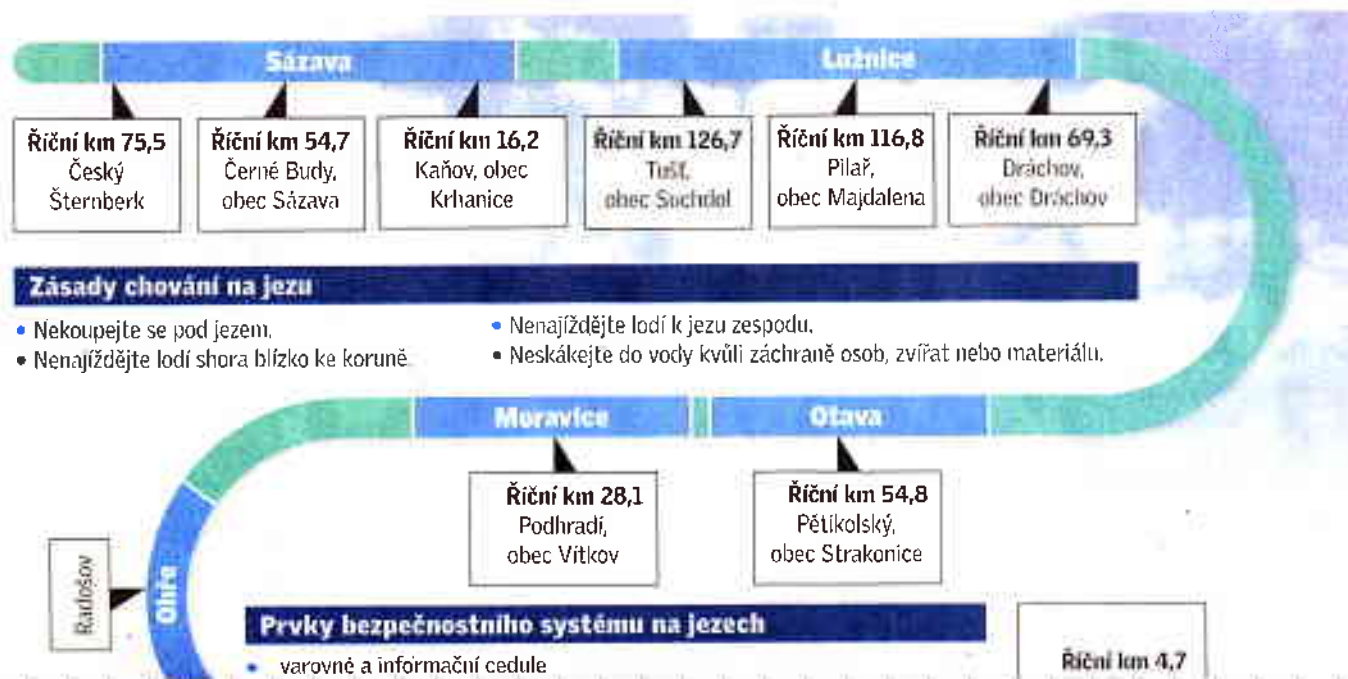 Sázava
Lužnice
Říční km 75,5
Český
Šternberk
Říční km 54,7
Černé Budy,
obec Sázava
Říční km 16,2
Kaňov, obec
Krhanice
Říční km 126,7
Tušť,
obec Suchdol
Říční km 116,8
Pilař,
obec Majdalena
Říční km 69,3
Dráchov,
obec Dráchov
Zásady chování na jezu
• Nekoupejte se pod jezem.
• Nenajíždějte lodí shora blízko ke koruně.
• Nenajíždějte lodí k jezu zespodu.
• Neskákejte do vody kvůli záchraně osob, zvířat nebo materiálu.
Moravice
Otava
Říční km 28,1
Podhradí,
obec Vítkov
Říční km 54,8
Pětikolský,
obec Strakonice
Radošov
Ohře
Prvky bezpečnostního systému na jezech
• varovné a informační cedule
Říční km 4,7